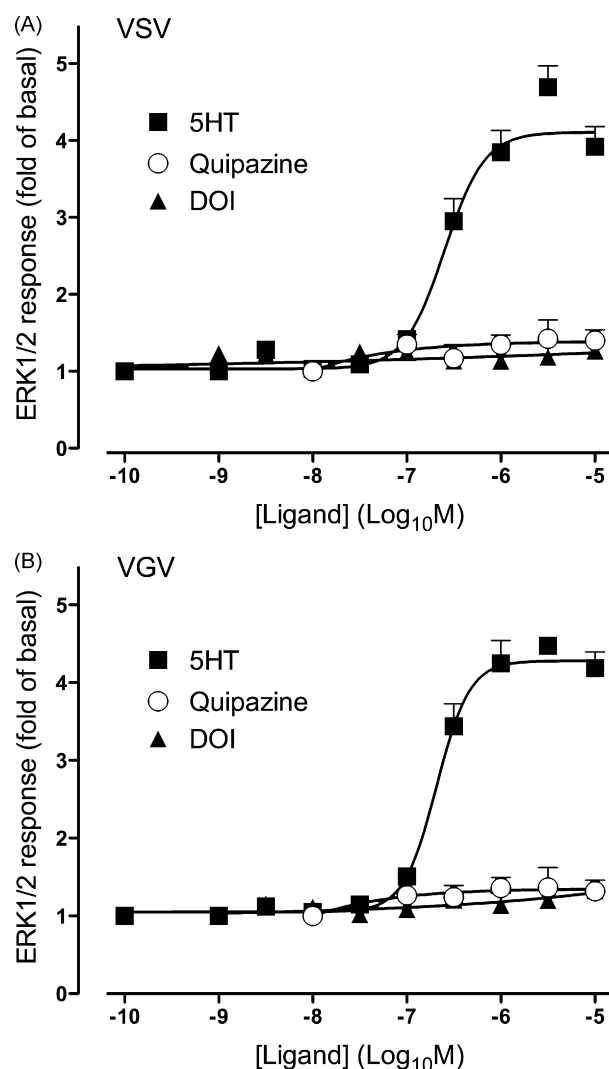 (A)
VSV
5
4
3
2
1
0
ERK1/2 response (fold of basal)
5HT
Quipazine
DOI
-10 -9 -8 -7 -6 -5
[Ligand] (Log₁₀M)
(B)
VGV
5
4
3
2
1
0
ERK1/2 response (fold of basal)
5HT
Quipazine
DOI
-10 -9 -8 -7 -6 -5
[Ligand] (Log₁₀M)